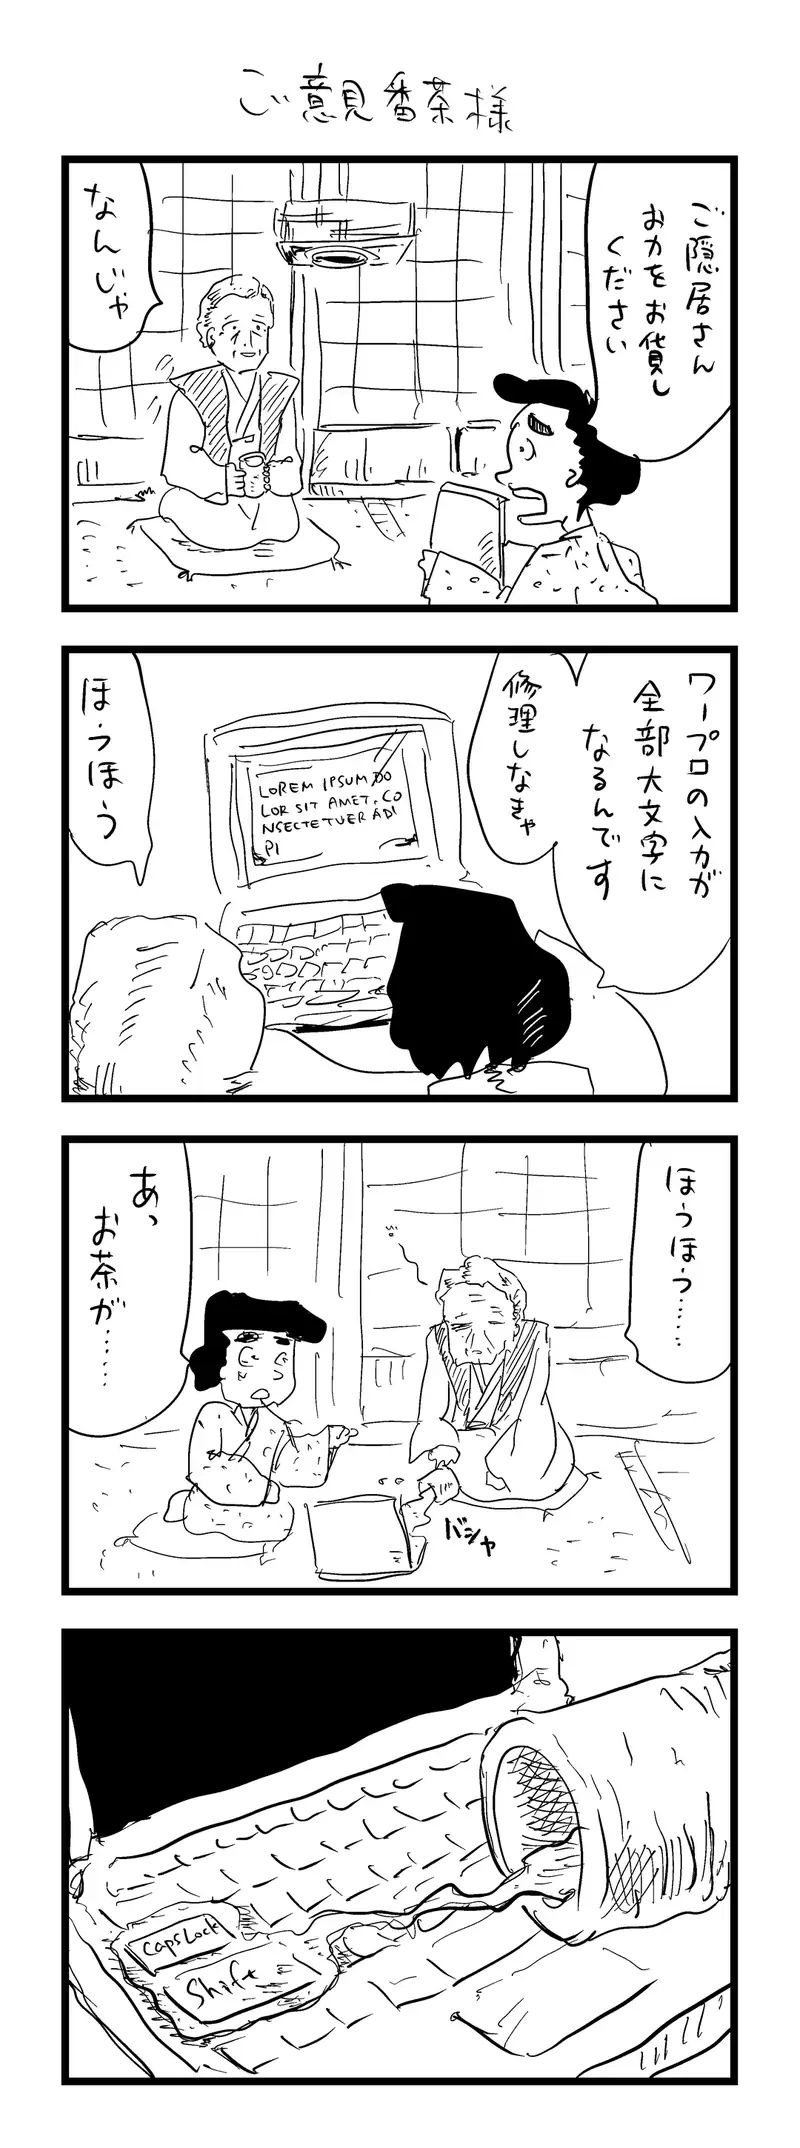 ご意見番茶様
ご隠居さん
お力をお貸し
ください
なんじゃ
ワープロの入力が
全部大文字に
なるんです
修理しなきゃ
LOREM IPSUM DO
LOR SIT AMET, CO
NSECTETUER ADI
PI
ほうほう
ほうほう……
あっ
お茶が……
バシャ
CapsLock
Shift